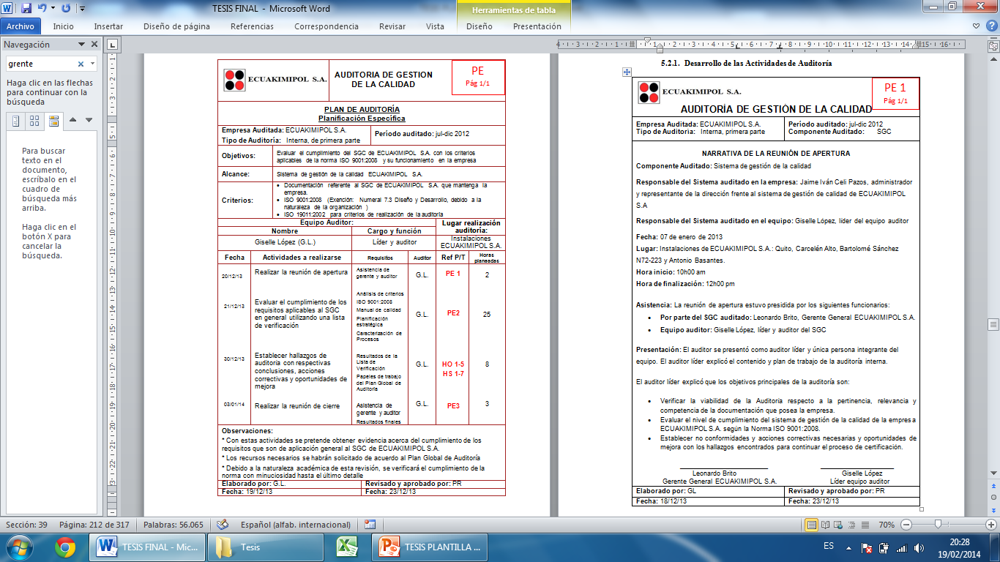 TESIS FINAL - Microsoft Word
Herramientas de tabla
Archivo Inicio Insertar Diseño de página Referencias Correspondencia Revisar Vista Diseño Presentación
Navegación
grente
Haga clic en las flechas
para continuar con la
búsqueda
Para buscar
texto en el
documento,
escríbalo en el
cuadro de
búsqueda más
arriba.
Haga clic en el
botón X para
cancelar la
búsqueda.
ECUAKIMIPOL S.A.
AUDITORIA DE GESTION
DE LA CALIDAD
PE
Pág 1/1
PLAN DE AUDITORÍA
Planificación Específica
Empresa Auditada: ECUAKIMIPOL S.A.
Tipo de Auditoría: Interna, de primera parte
Período auditado: jul-dic 2012
Objetivos:
Evaluar el cumplimiento del SGC de ECUAKIMIPOL S.A. con los criterios
aplicables de la norma ISO 9001:2008 y su funcionamiento en la empresa
Alcance:
Sistema de gestión de la calidad ECUAKIMIPOL S.A.
Criterios:
• Documentación referente al SGC de ECUAKIMIPOL S.A. que mantenga la
empresa.
• ISO 9001:2008 (Exención: Numeral 7.3 Diseño y Desarrollo, debido a la
naturaleza de la organización )
• ISO 19011:2002 para criterios de realización de la auditoría
Equipo Auditor:
Lugar realización
auditoría:
Nombre Cargo y función
Giselle López (G.L.) Líder y auditor
Instalaciones
ECUAKIMIPOL S.A.
Fecha Actividades a realizarse Requisitos Auditor Ref P/T Horas
planeadas
20/12/13 Realizar la reunión de apertura
Asistencia de
gerente y auditor
G.L. PE 1 2
21/12/13
Evaluar el cumplimiento de los
requisitos aplicables al SGC
en general utilizando una lista
de verificación
Análisis de criterios
ISO 9001:2008
Manual de calidad
Planificación
estratégica
Caracterización de
Procesos
G.L. PE2 25
30/12/13
Establecer hallazgos de
auditoría con respectivas
conclusiones, acciones
correctivas y oportunidades de
mejora
Resultados de la
Lista de
Verificación
Papeles de trabajo
del Plan Global de
Auditoría
G.L. HO 1-5
HS 1-7
8
03/01/14 Realizar la reunión de cierre
Asistencia de
gerente y auditor
Resultados finales
G.L. PE3 3
Observaciones:
* Con estas actividades se pretende obtener evidencia acerca del cumplimiento de los
requisitos que son de aplicación general al SGC de ECUAKIMIPOL S.A.
* Los recursos necesarios se habrán solicitado de acuerdo al Plan Global de Auditoría
* Debido a la naturaleza académica de esta revisión, se verificará el cumplimiento de la
norma con minuciosidad hasta el último detalle
Elaborado por: G.L. Revisado y aprobado por: PR
Fecha: 19/12/13 Fecha: 23/12/13
5.2.1. Desarrollo de las Actividades de Auditoría
ECUAKIMIPOL S.A.
PE 1
Pág 1/1
AUDITORÍA DE GESTIÓN DE LA CALIDAD
Empresa Auditada: ECUAKIMIPOL S.A.
Tipo de Auditoría: Interna, primera parte
Período auditado: jul-dic 2012
Componente Auditado: SGC
NARRATIVA DE LA REUNIÓN DE APERTURA
Componente Auditado: Sistema de gestión de la calidad
Responsable del Sistema auditado en la empresa: Jaime Iván Celi Pazos, administrador
y representante de la dirección frente al sistema de gestión de calidad de ECUAKIMIPOL
S.A
Responsable del Sistema auditado en el equipo: Giselle López, líder del equipo auditor
Fecha: 07 de enero de 2013
Lugar: Instalaciones de ECUAKIMIPOL S.A.: Quito, Carcelén Alto, Bartolomé Sánchez
N72-223 y Antonio Basantes.
Hora inicio: 10h00 am
Hora de finalización: 12h00 pm
Asistencia: La reunión de apertura estuvo presidida por los siguientes funcionarios:
• Por parte del SGC auditado: Leonardo Brito, Gerente General ECUAKIMIPOL S.A.
• Equipo auditor: Giselle López, líder y auditor del SGC
Presentación: El auditor se presentó como auditor líder y única persona integrante del
equipo. El auditor líder explicó el contenido y plan de trabajo de la auditoría interna.
El auditor líder explicó que los objetivos principales de la auditoría son:
• Verificar la viabilidad de la Auditoría respecto a la pertinencia, relevancia y
competencia de la documentación que posea la empresa.
• Evaluar el nivel de cumplimiento del sistema de gestión de la calidad de la empresa
ECUAKIMIPOL S.A. según la Norma ISO 9001:2008.
• Establecer no conformidades y acciones correctivas necesarias y oportunidades de
mejora con los hallazgos encontrados para continuar el proceso de certificación.
Leonardo Brito Giselle López
Gerente General ECUAKIMIPOL S.A. Líder equipo auditor
Elaborado por: GL Revisado y aprobado por: PR
Fecha: 18/12/13 Fecha: 23/12/13
Sección: 39 Página: 212 de 317 Palabras: 56.065 Español (alfab. internacional) 70%
TESIS FINAL - Mic... Tesis TESIS PLANTILLA ... ES 20:28
19/02/2014